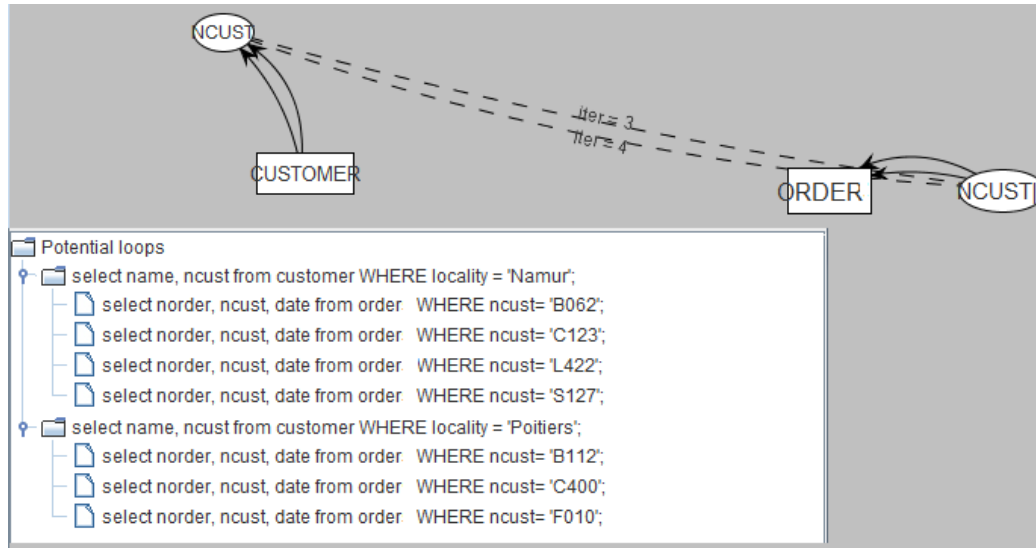 NCUST
iter = 3
iter = 4
CUSTOMER
ORDER
NCUST
Potential loops
select name, ncust from customer WHERE locality = 'Namur';
select norder, ncust, date from order WHERE ncust= 'B062';
select norder, ncust, date from order WHERE ncust= 'C123';
select norder, ncust, date from order WHERE ncust= 'L422';
select norder, ncust, date from order WHERE ncust= 'S127';
select name, ncust from customer WHERE locality = 'Poitiers';
select norder, ncust, date from order WHERE ncust= 'B112';
select norder, ncust, date from order WHERE ncust= 'C400';
select norder, ncust, date from order WHERE ncust= 'F010';